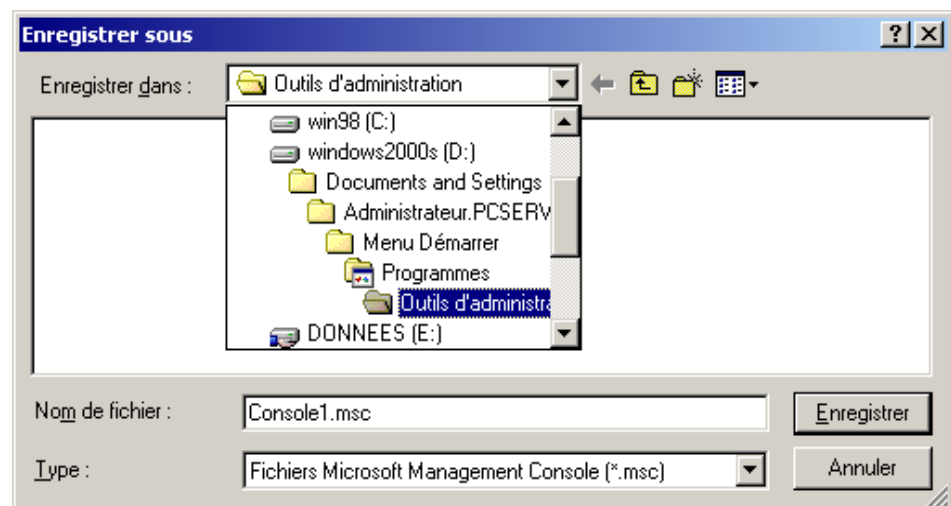 Enregistrer sous
Enregistrer dans :
Outils d'administration
win98 (C:)
windows2000s (D:)
Documents and Settings
Administrateur.PCSERV
Menu Démarrer
Programmes
Outils d'administra
DONNEES (E:)
Nom de fichier :
Console1.msc
Enregistrer
Type :
Fichiers Microsoft Management Console (*.msc)
Annuler